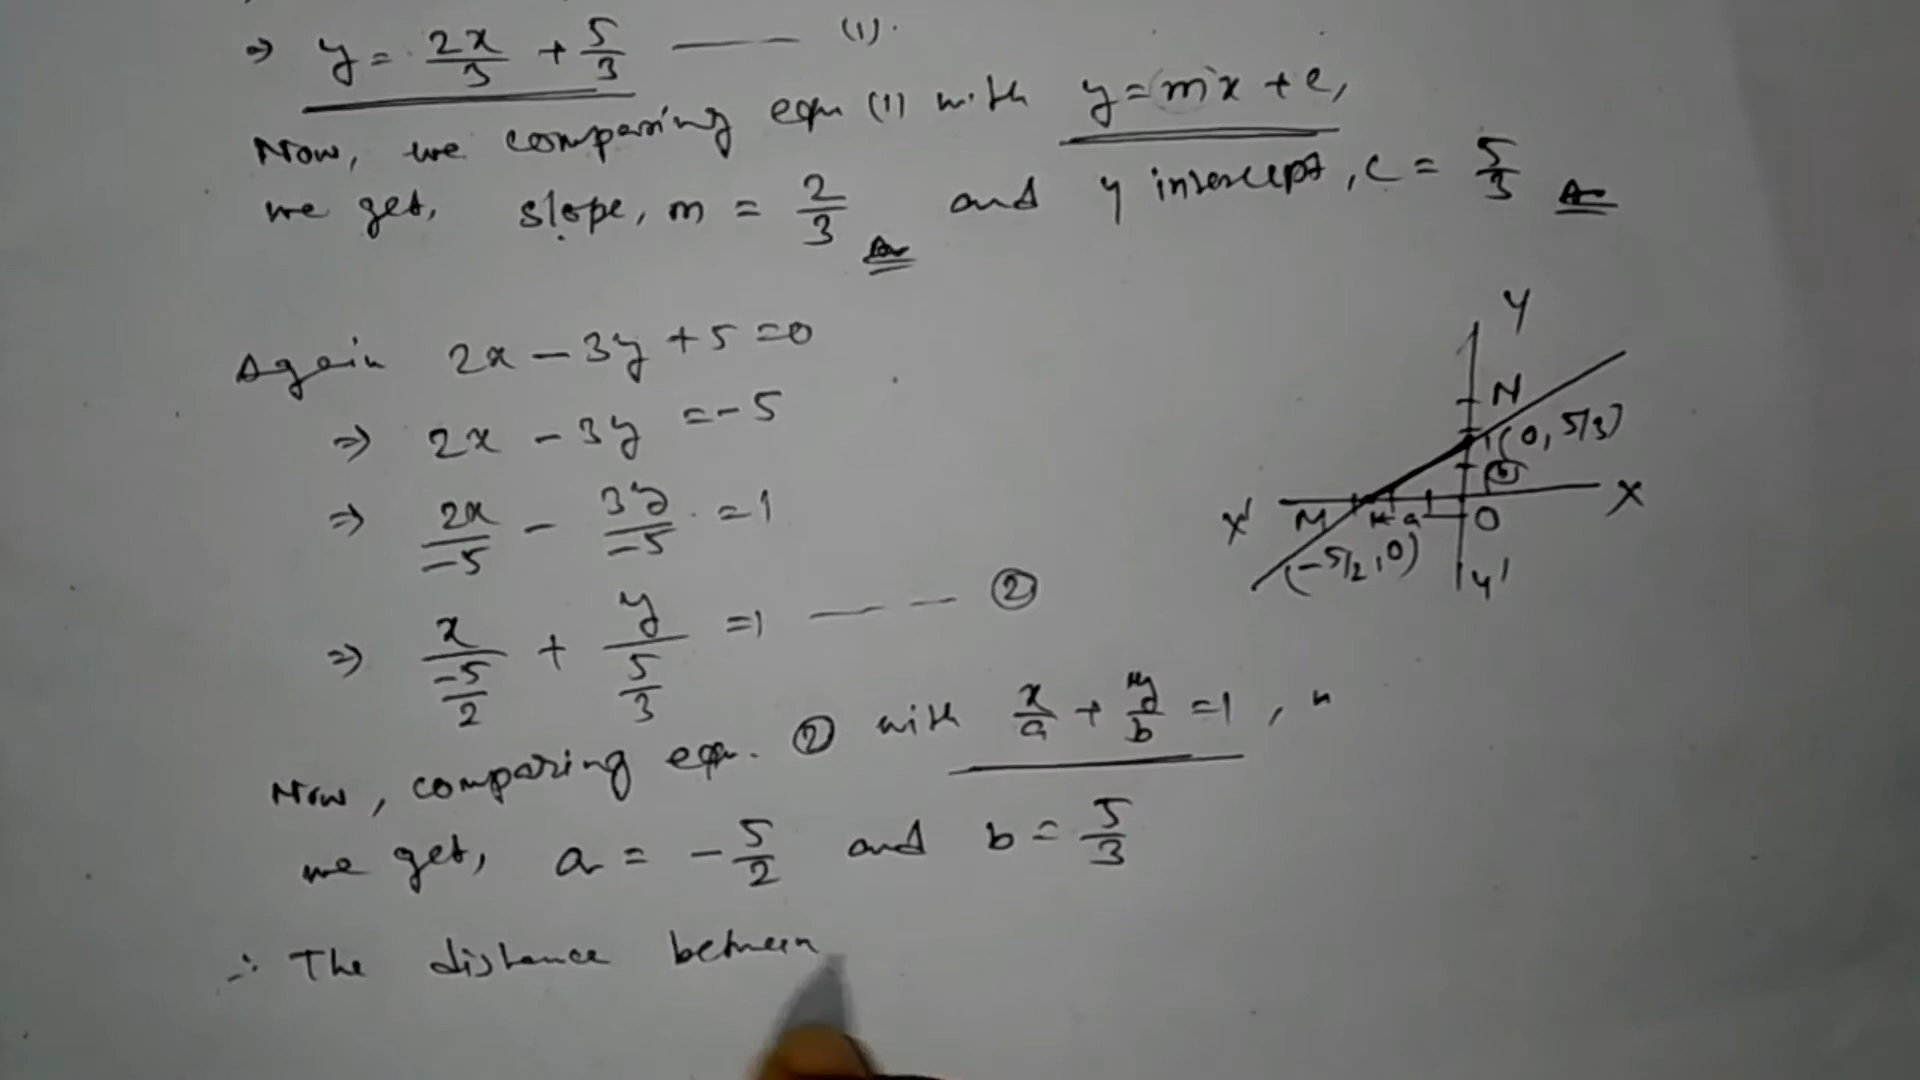 ⇒ y = 2x/3 + 5/3 —— (1).
Now, we comparing eqn (1) with y = mx + c,
we get, slope, m = 2/3 Ans and y intercept, c = 5/3 Ans
Again 2x - 3y + 5 = 0
⇒ 2x - 3y = -5
⇒ 2x/-5 - 3y/-5 = 1
⇒ x/(-5/2) + y/(5/3) = 1 —— — ②
Now, comparing eqn. ② with x/a + y/b = 1,
we get, a = -5/2 and b = 5/3
∴ The distance between
Y
N
(0, 5/3)
b
X' M a O X
(-5/2, 0)
Y'